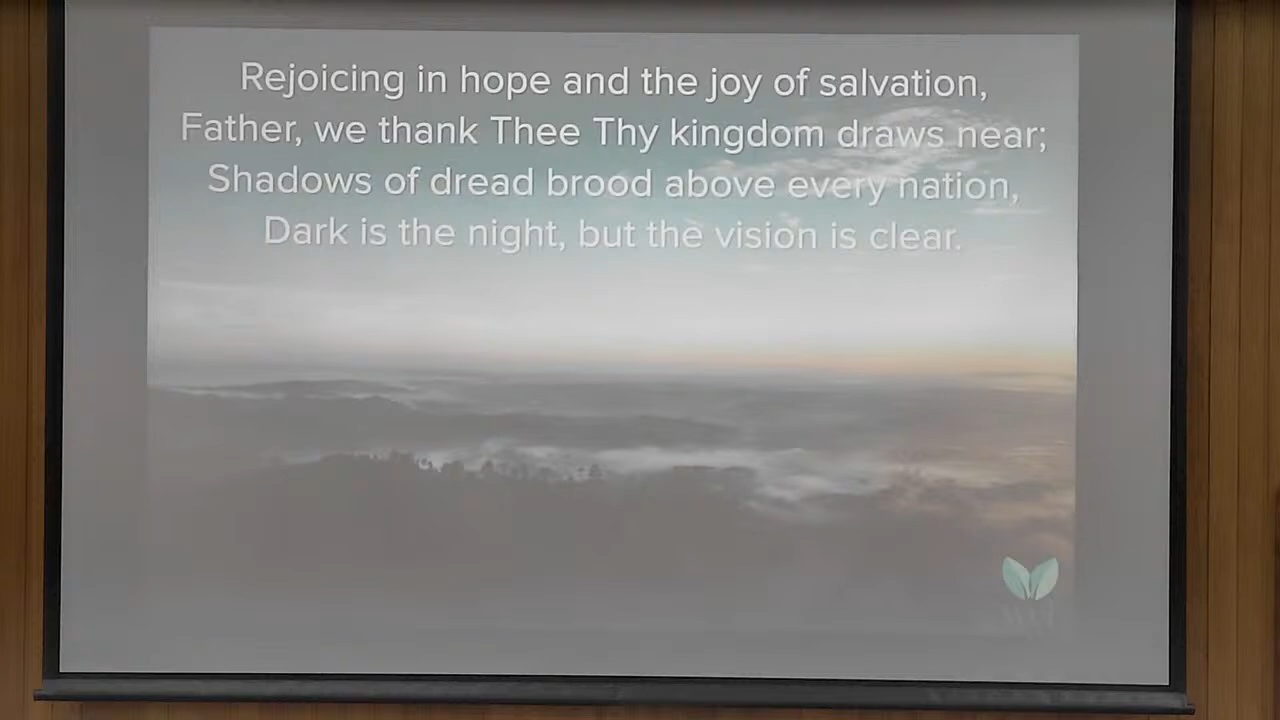 Rejoicing in hope and the joy of salvation,
Father, we thank Thee Thy kingdom draws near;
Shadows of dread brood above every nation,
Dark is the night, but the vision is clear.